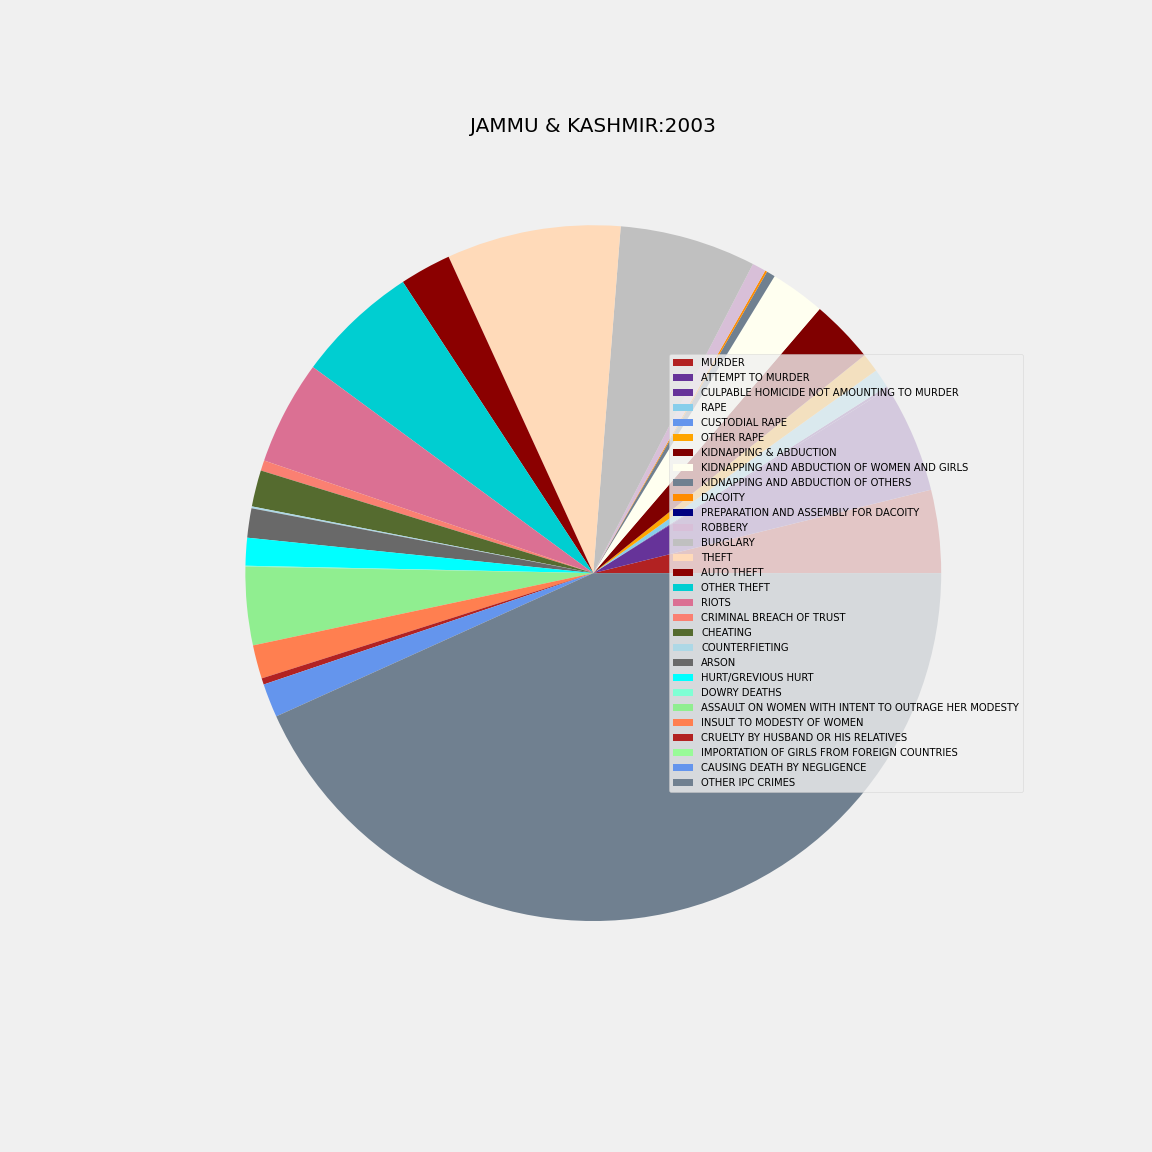 JAMMU & KASHMIR:2003
MURDER
ATTEMPT TO MURDER
CULPABLE HOMICIDE NOT AMOUNTING TO MURDER
RAPE
CUSTODIAL RAPE
OTHER RAPE
KIDNAPPING & ABDUCTION
KIDNAPPING AND ABDUCTION OF WOMEN AND GIRLS
KIDNAPPING AND ABDUCTION OF OTHERS
DACOITY
PREPARATION AND ASSEMBLY FOR DACOITY
ROBBERY
BURGLARY
THEFT
AUTO THEFT
OTHER THEFT
RIOTS
CRIMINAL BREACH OF TRUST
CHEATING
COUNTERFIETING
ARSON
HURT/GREVIOUS HURT
DOWRY DEATHS
ASSAULT ON WOMEN WITH INTENT TO OUTRAGE HER MODESTY
INSULT TO MODESTY OF WOMEN
CRUELTY BY HUSBAND OR HIS RELATIVES
IMPORTATION OF GIRLS FROM FOREIGN COUNTRIES
CAUSING DEATH BY NEGLIGENCE
OTHER IPC CRIMES